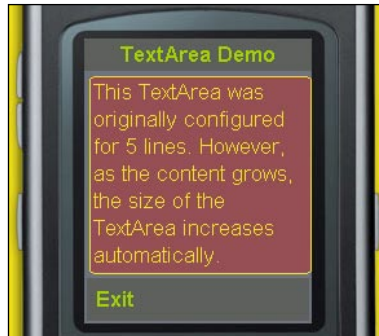 TextArea Demo
This TextArea was
originally configured
for 5 lines. However,
as the content grows,
the size of the
TextArea increases
automatically.
Exit